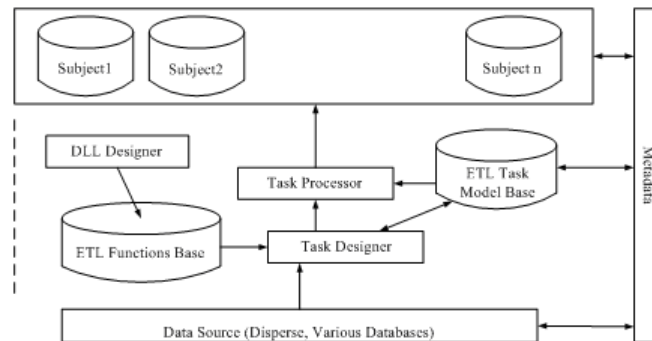 Subject1
Subject2
Subject n
DLL Designer
Task Processor
ETL Task
Model Base
Metadata
ETL Functions Base
Task Designer
Data Source (Disperse, Various Databases)